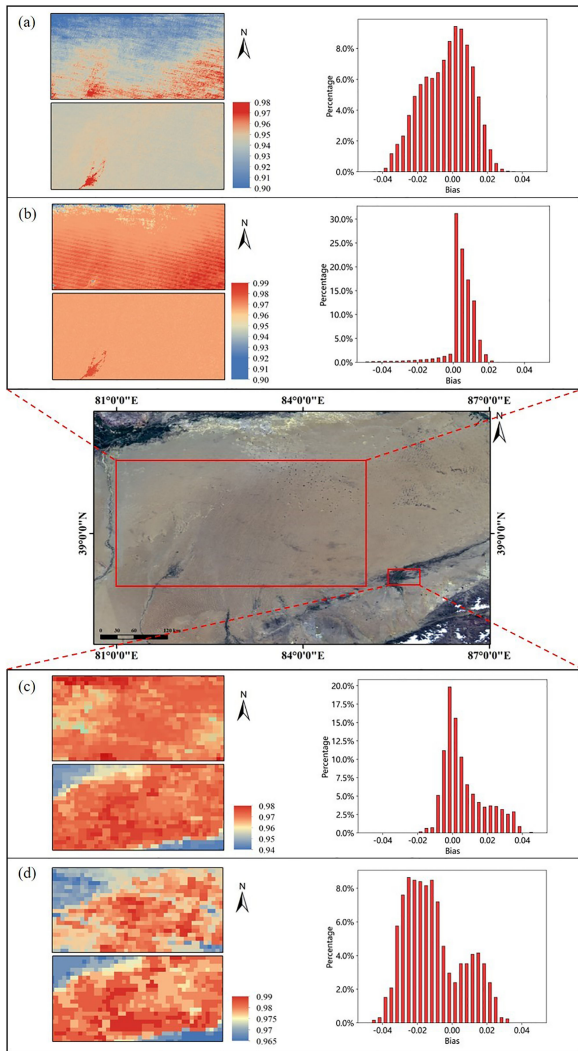 (a)
N
0.98
0.97
0.96
0.95
0.94
0.93
0.92
0.91
0.90
8.0%
6.0%
4.0%
2.0%
0.0%
Percentage
-0.04 -0.02 0.00 0.02 0.04
Bias
(b)
N
0.99
0.98
0.97
0.96
0.95
0.94
0.93
0.92
0.91
0.90
30.0%
25.0%
20.0%
15.0%
10.0%
5.0%
0.0%
Percentage
-0.04 -0.02 0.00 0.02 0.04
Bias
81°0'0"E 84°0'0"E 87°0'0"E
N
39°0'0"N
39°0'0"N
0 30 60 120 km
81°0'0"E 84°0'0"E 87°0'0"E
(c)
N
0.98
0.97
0.96
0.95
0.94
20.0%
17.5%
15.0%
12.5%
10.0%
7.5%
5.0%
2.5%
0.0%
Percentage
-0.04 -0.02 0.00 0.02 0.04
Bias
(d)
N
0.99
0.98
0.975
0.97
0.965
8.0%
6.0%
4.0%
2.0%
0.0%
Percentage
-0.04 -0.02 0.00 0.02 0.04
Bias